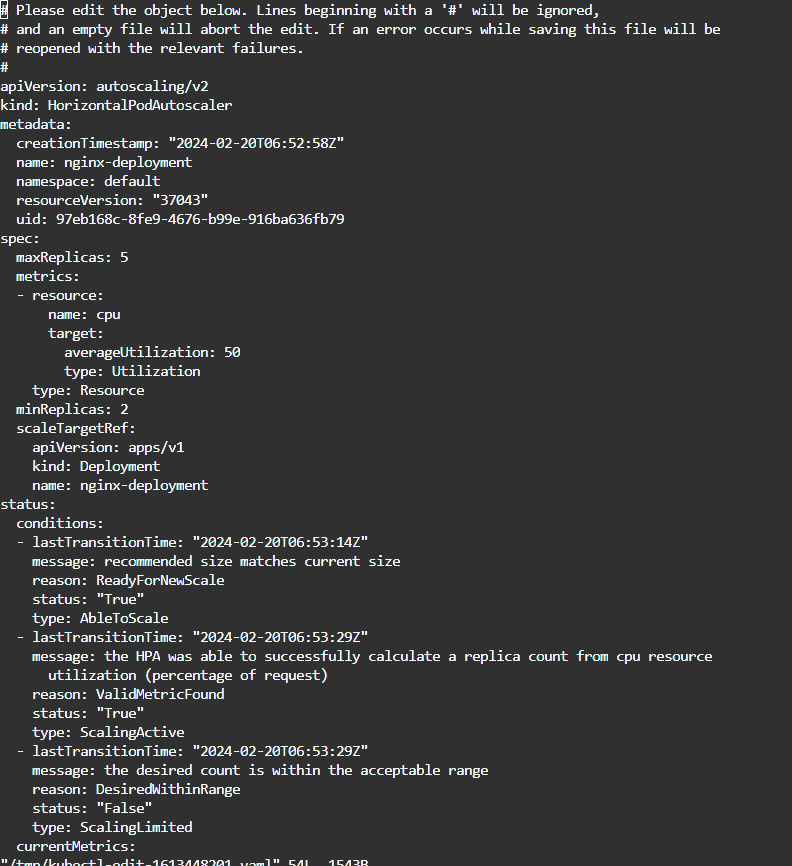 # Please edit the object below. Lines beginning with a '#' will be ignored,
# and an empty file will abort the edit. If an error occurs while saving this file will be
# reopened with the relevant failures.
#
apiVersion: autoscaling/v2
kind: HorizontalPodAutoscaler
metadata:
  creationTimestamp: "2024-02-20T06:52:58Z"
  name: nginx-deployment
  namespace: default
  resourceVersion: "37043"
  uid: 97eb168c-8fe9-4676-b99e-916ba636fb79
spec:
  maxReplicas: 5
  metrics:
  - resource:
      name: cpu
      target:
        averageUtilization: 50
        type: Utilization
    type: Resource
  minReplicas: 2
  scaleTargetRef:
    apiVersion: apps/v1
    kind: Deployment
    name: nginx-deployment
status:
  conditions:
  - lastTransitionTime: "2024-02-20T06:53:14Z"
    message: recommended size matches current size
    reason: ReadyForNewScale
    status: "True"
    type: AbleToScale
  - lastTransitionTime: "2024-02-20T06:53:29Z"
    message: the HPA was able to successfully calculate a replica count from cpu resource
      utilization (percentage of request)
    reason: ValidMetricFound
    status: "True"
    type: ScalingActive
  - lastTransitionTime: "2024-02-20T06:53:29Z"
    message: the desired count is within the acceptable range
    reason: DesiredWithinRange
    status: "False"
    type: ScalingLimited
  currentMetrics:
"/tmp/kubectl-edit-1613448201.yaml" 54L, 1543B